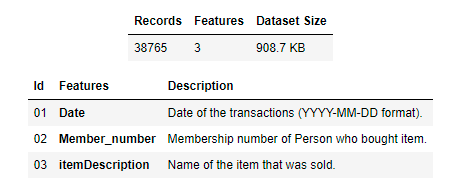 Records Features Dataset Size
38765 3 908.7 KB
Id Features Description
01 Date Date of the transactions (YYYY-MM-DD format).
02 Member_number Membership number of Person who bought item.
03 itemDescription Name of the item that was sold.